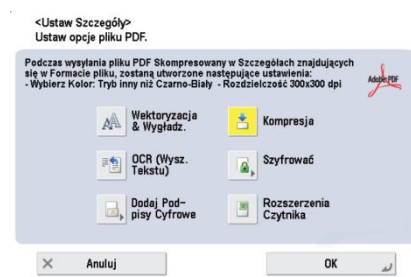 <Ustaw Szczegóły>
Ustaw opcje pliku PDF.
Podczas wysyłania pliku PDF Skompresowany w Szczegółach znajdujących
się w Formacie pliku, zostaną utworzone następujące ustawienia:
- Wybierz Kolor: Tryb inny niż Czarno-Biały - Rozdzielczość 300x300 dpi
Adobe PDF
Wektoryzacja
& Wygładz.
Kompresja
OCR (Wysz.
Tekstu)
Szyfrować
Dodaj Pod-
pisy Cyfrowe
Rozszerzenia
Czytnika
Anuluj
OK